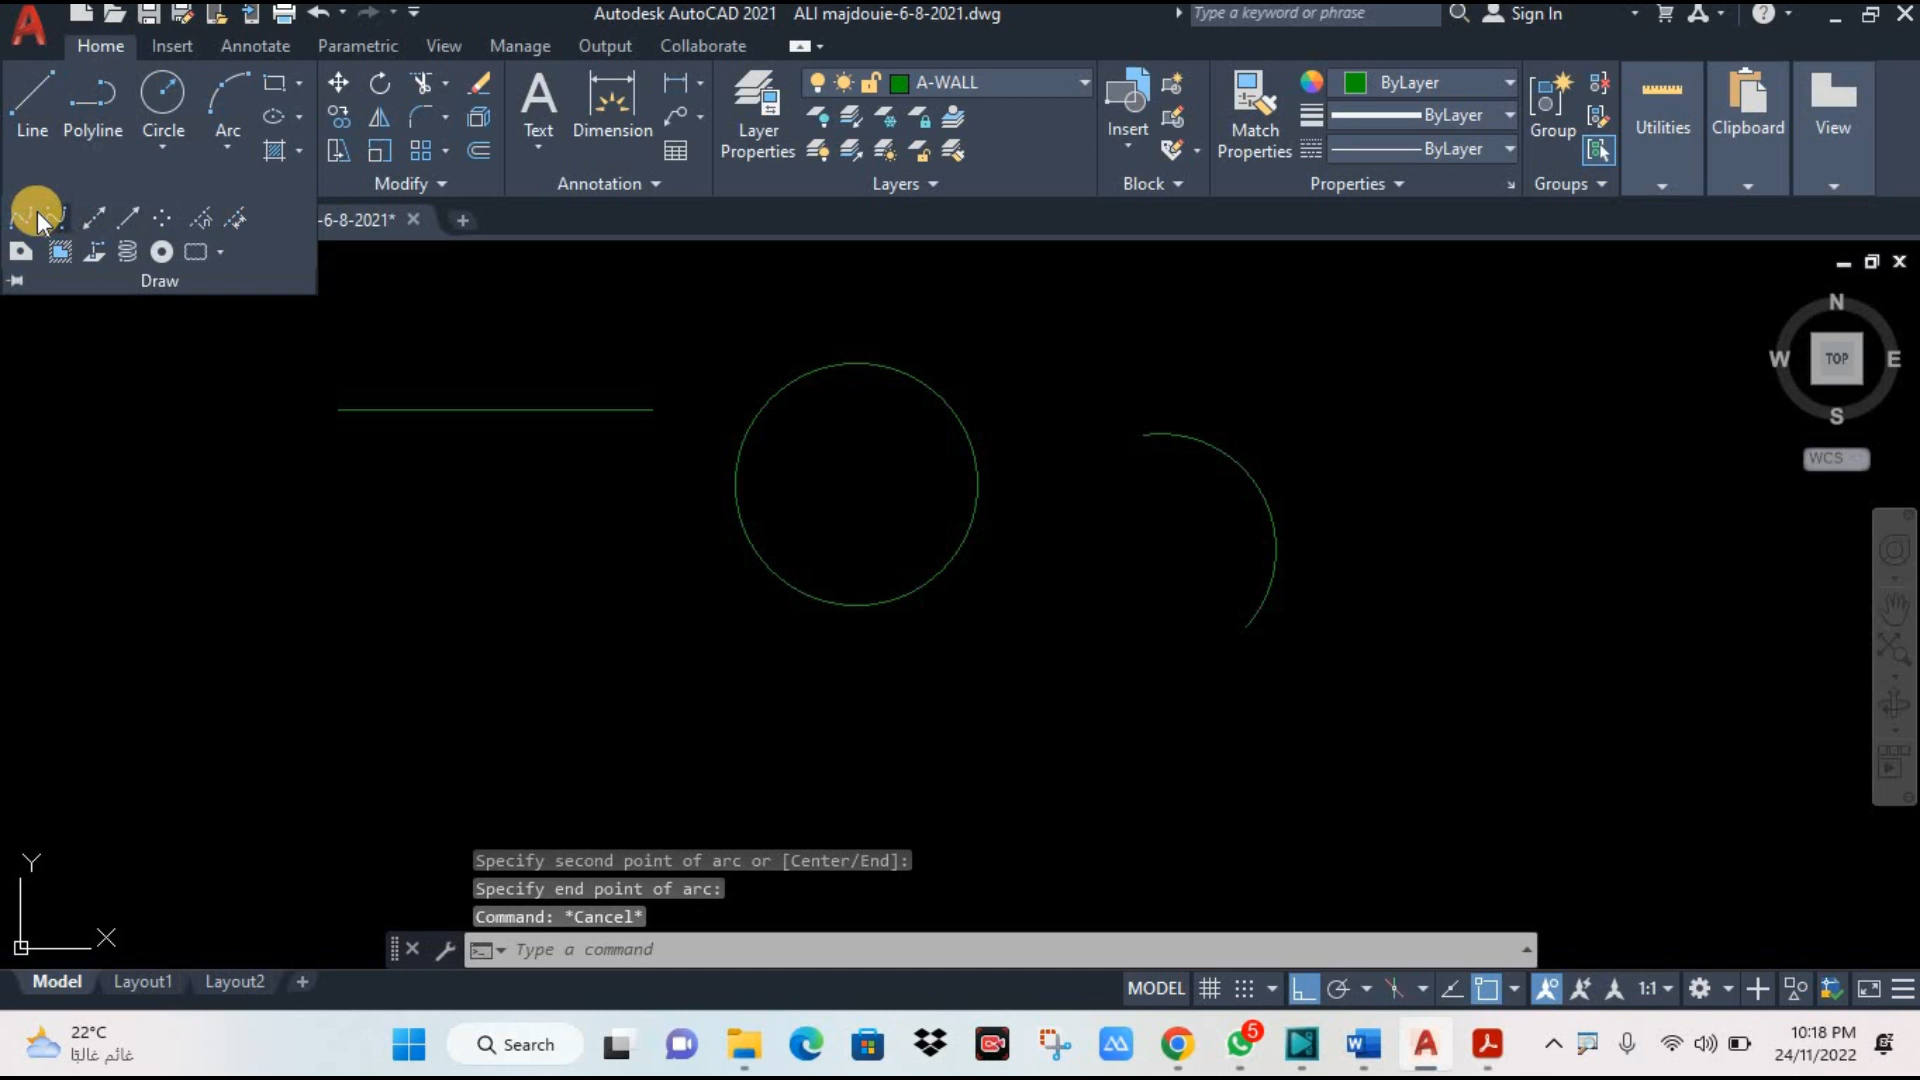 Autodesk AutoCAD 2021 ALI majdouie-6-8-2021.dwg
Type a keyword or phrase
Sign In
Home Insert Annotate Parametric View Manage Output Collaborate
Line Polyline Circle Arc
Text Dimension
Layer Properties
A-WALL
Insert
Match Properties
ByLayer
ByLayer
ByLayer
Group
Utilities
Clipboard
View
Modify
Annotation
Layers
Block
Properties
Groups
-6-8-2021*
Draw
N
W TOP E
S
WCS
Y
X
Specify second point of arc or [Center/End]:
Specify end point of arc:
Command: *Cancel*
Type a command
Model Layout1 Layout2
MODEL
1:1
22°C
غائم غالبًا
Search
5
10:18 PM
24/11/2022